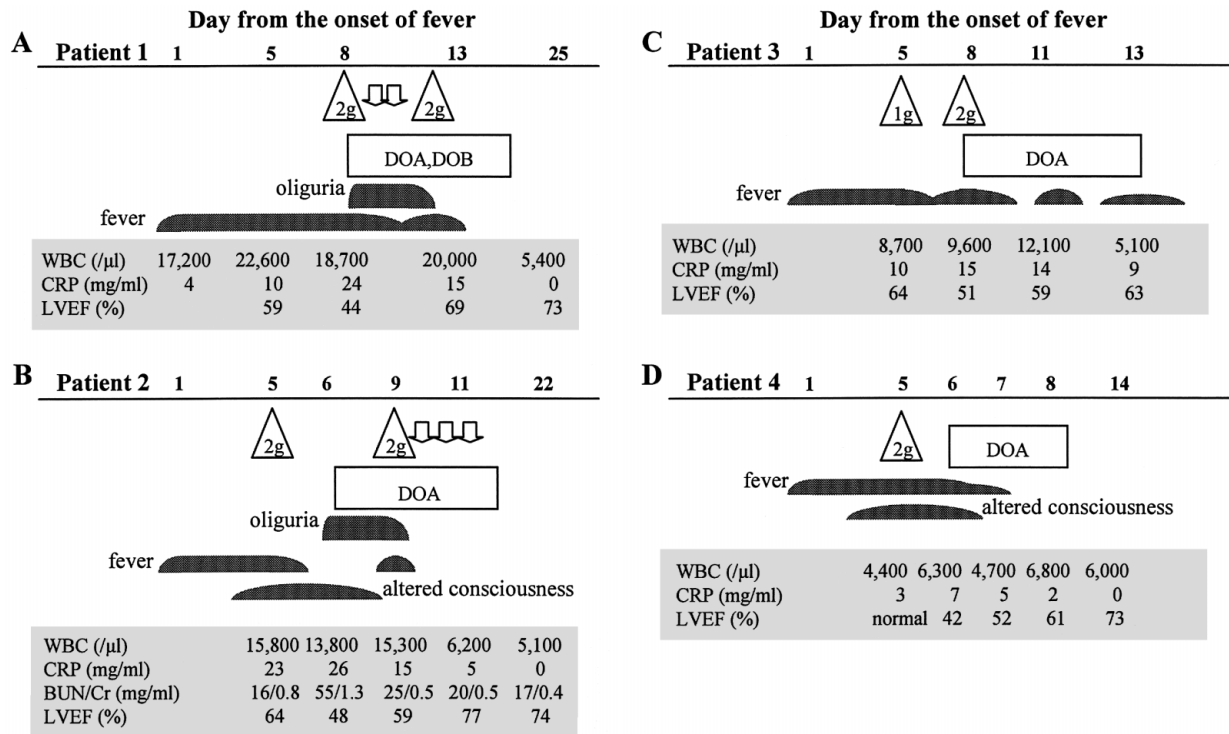 Day from the onset of fever
A Patient 1 1 5 8 13 25
2g 2g
DOA,DOB
oliguria
fever
WBC (/μl) 17,200 22,600 18,700 20,000 5,400
CRP (mg/ml) 4 10 24 15 0
LVEF (%) 59 44 69 73
B Patient 2 1 5 6 9 11 22
2g 2g
DOA
oliguria
fever
altered consciousness
WBC (/μl) 15,800 13,800 15,300 6,200 5,100
CRP (mg/ml) 23 26 15 5 0
BUN/Cr (mg/ml) 16/0.8 55/1.3 25/0.5 20/0.5 17/0.4
LVEF (%) 64 48 59 77 74
Day from the onset of fever
C Patient 3 1 5 8 11 13
1g 2g
DOA
fever
WBC (/μl) 8,700 9,600 12,100 5,100
CRP (mg/ml) 10 15 14 9
LVEF (%) 64 51 59 63
D Patient 4 1 5 6 7 8 14
2g
DOA
fever
altered consciousness
WBC (/μl) 4,400 6,300 4,700 6,800 6,000
CRP (mg/ml) 3 7 5 2 0
LVEF (%) normal 42 52 61 73